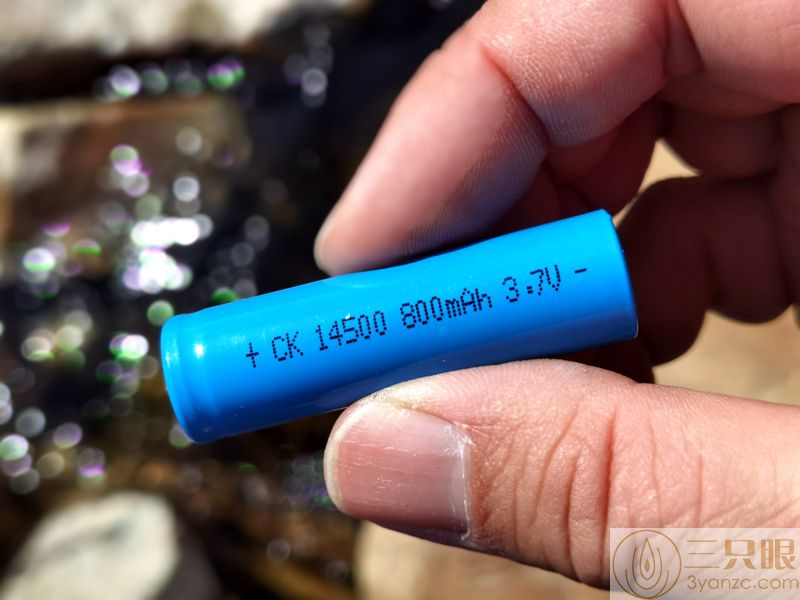 + CK 14500 800mAh 3.7V -
三只眼
3yanzc.com